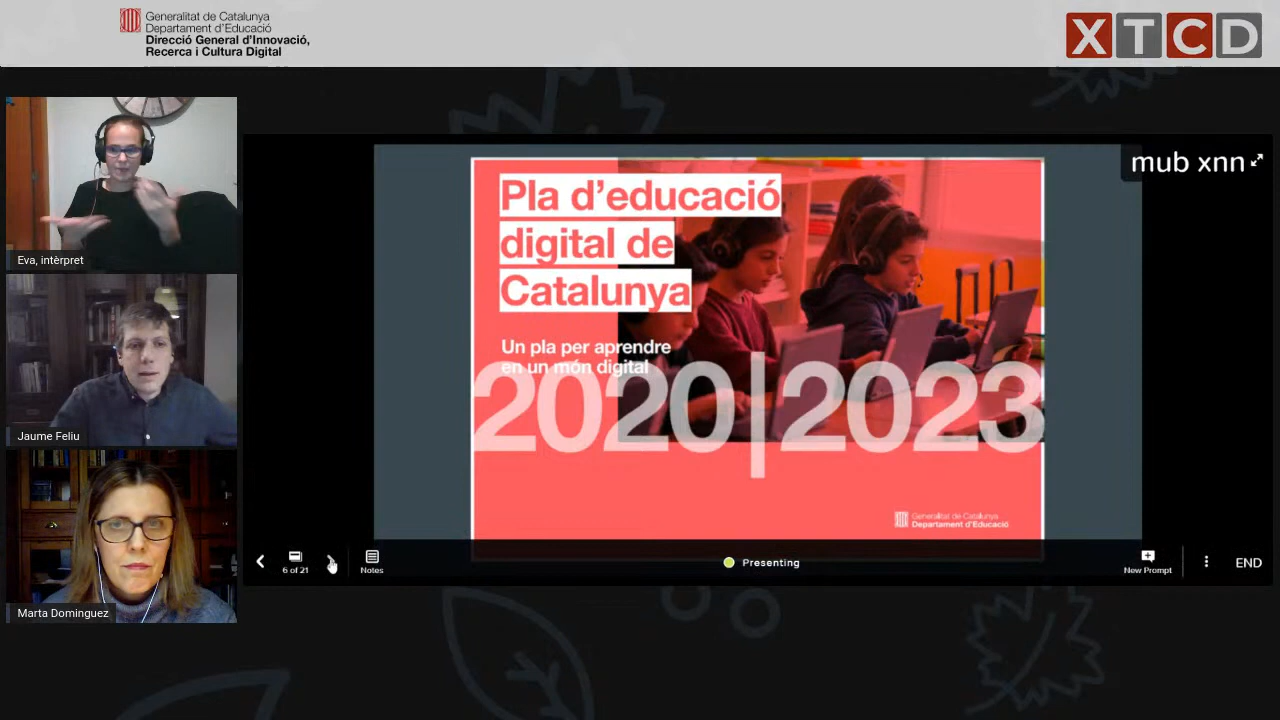 Generalitat de Catalunya
Departament d'Educació
Direcció General d'Innovació,
Recerca i Cultura Digital
XTCD
Eva, intèrpret
Jaume Feliu
Marta Dominguez
mub xnn
Pla d'educació
digital de
Catalunya
Un pla per aprendre
en un món digital
2020|2023
Generalitat de Catalunya
Departament d'Educació
6 of 21
Notes
Presenting
New Prompt
END